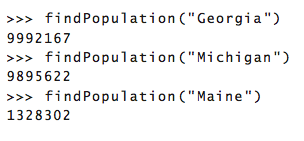 >>> findPopulation("Georgia")
9992167
>>> findPopulation("Michigan")
9895622
>>> findPopulation("Maine")
1328302